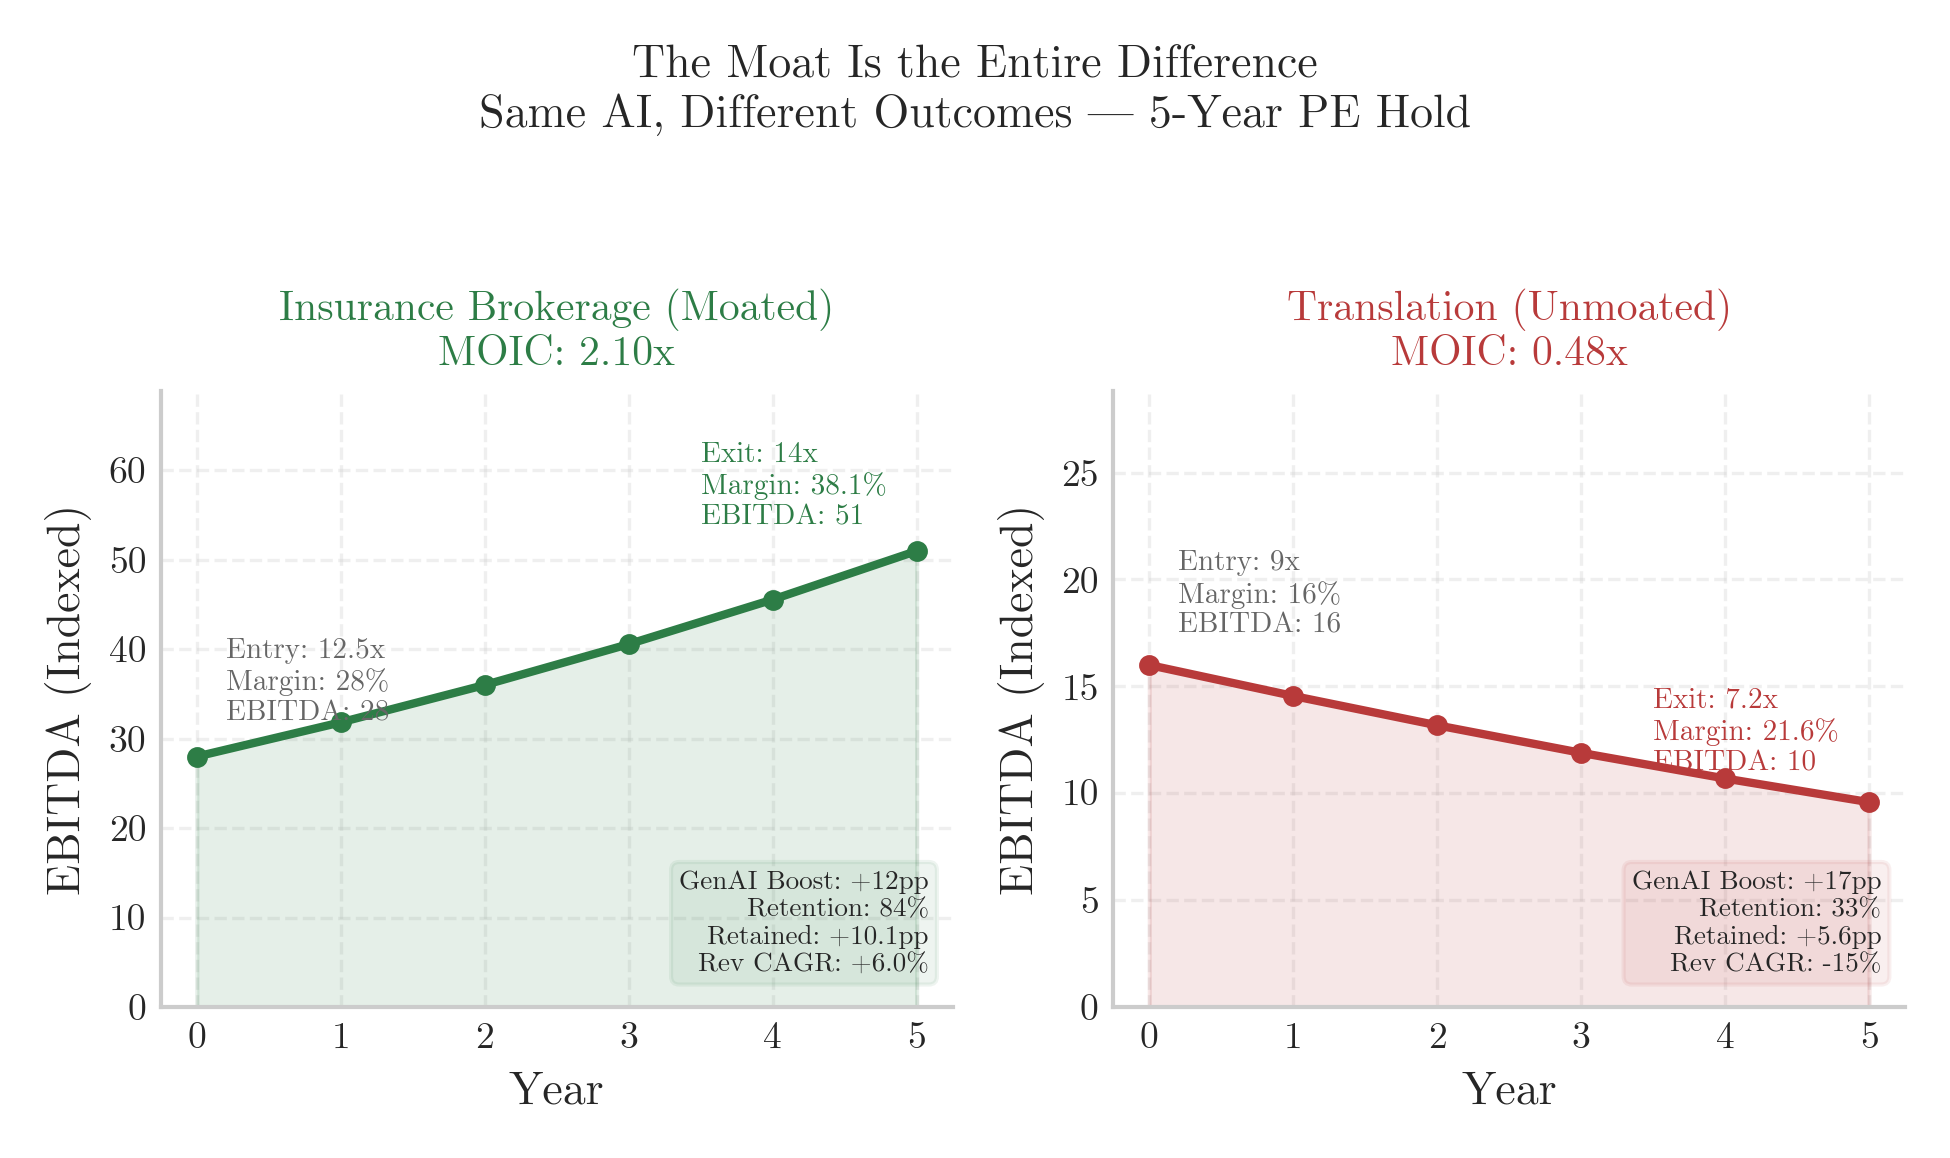 The Moat Is the Entire Difference
Same AI, Different Outcomes — 5-Year PE Hold
Insurance Brokerage (Moated)
MOIC: 2.10x
EBITDA (Indexed)
60
50
40
30
20
10
0
Exit: 14x
Margin: 38.1%
EBITDA: 51
Entry: 12.5x
Margin: 28%
EBITDA: 28
GenAI Boost: +12pp
Retention: 84%
Retained: +10.1pp
Rev CAGR: +6.0%
0 1 2 3 4 5
Year
Translation (Unmoated)
MOIC: 0.48x
EBITDA (Indexed)
25
20
15
10
5
0
Entry: 9x
Margin: 16%
EBITDA: 16
Exit: 7.2x
Margin: 21.6%
EBITDA: 10
GenAI Boost: +17pp
Retention: 33%
Retained: +5.6pp
Rev CAGR: -15%
0 1 2 3 4 5
Year